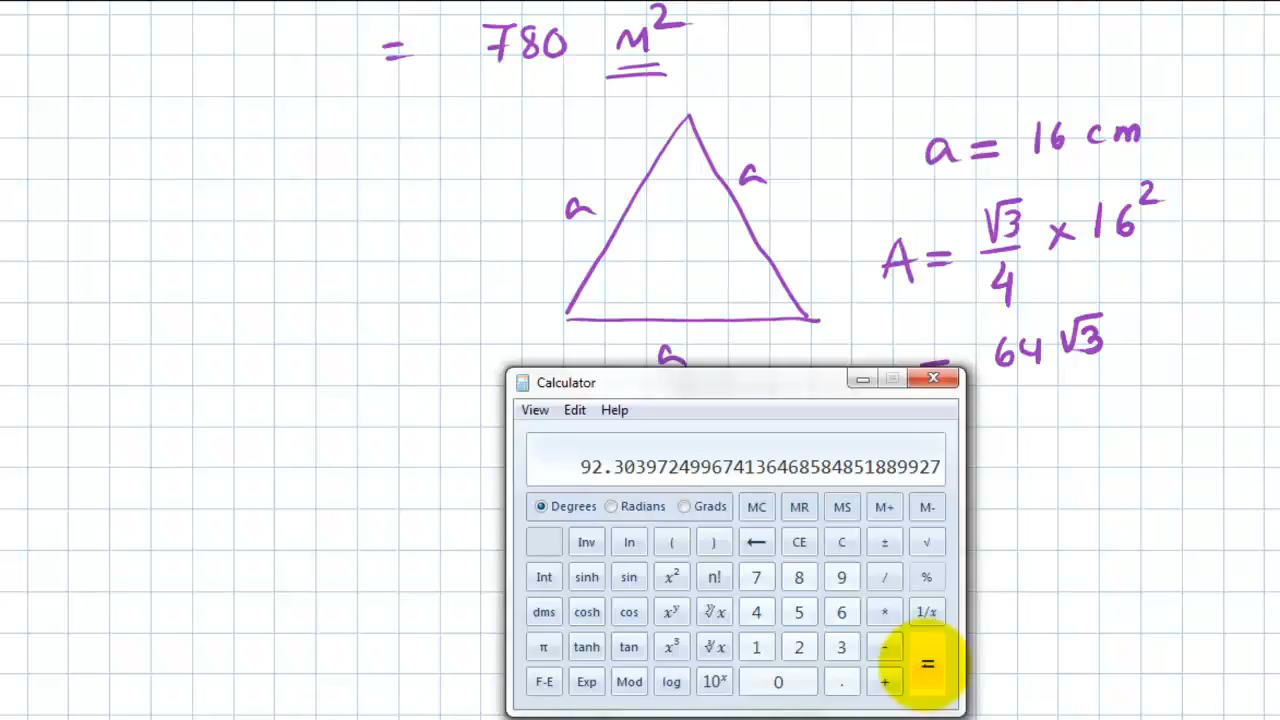 = 780 M²
a
a
a
a = 16 cm
A = √3/4 × 16²
= 64 √3
Calculator
View Edit Help
92.303972499674136468584851889927
Degrees Radians Grads MC MR MS M+ M-
Inv ln ( ) ← CE C ± √
Int sinh sin x² n! 7 8 9 / %
dms cosh cos xʸ ʸ√x 4 5 6 * 1/x
π tanh tan x³ ³√x 1 2 3 - =
F-E Exp Mod log 10ˣ 0 . +